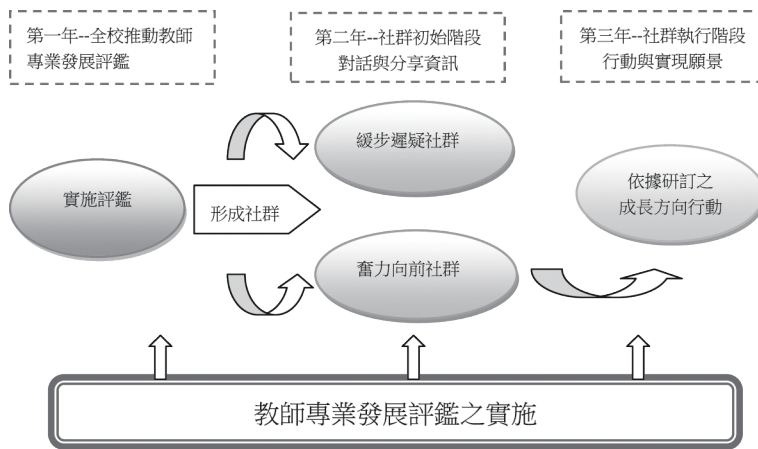 第一年--全校推動教師
專業發展評鑑
第二年--社群初始階段
對話與分享資訊
第三年--社群執行階段
行動與實現願景
實施評鑑
形成社群
緩步遲疑社群
奮力向前社群
依據研訂之
成長方向行動
教師專業發展評鑑之實施